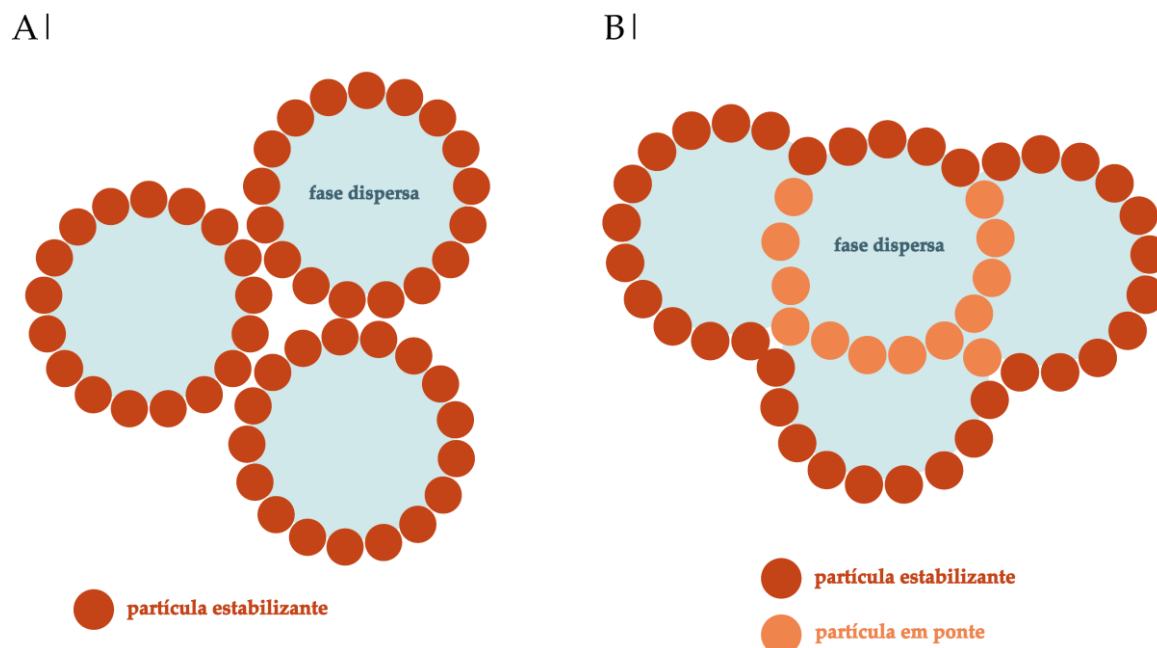 A|
B|
fase dispersa
fase dispersa
partícula estabilizante
partícula estabilizante
partícula em ponte